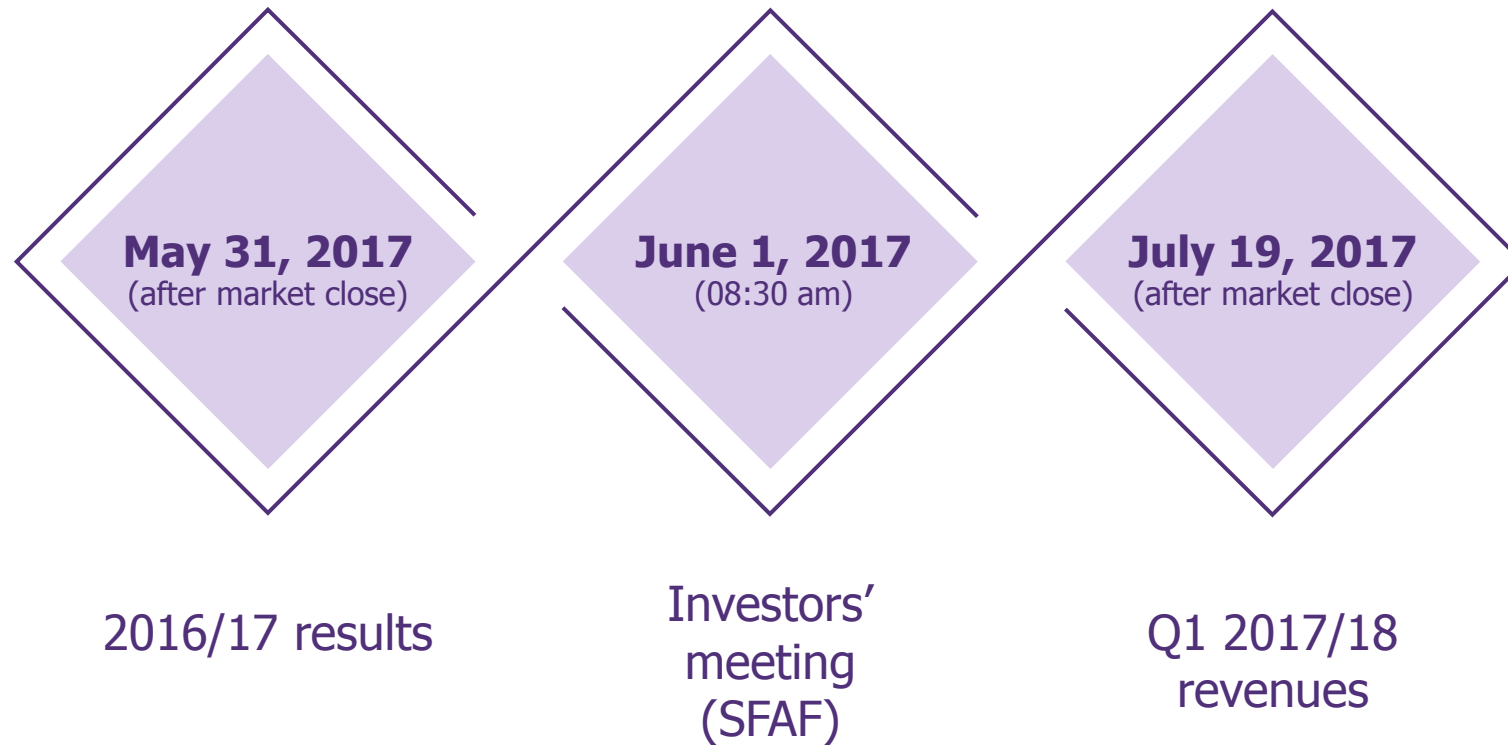 May 31, 2017
(after market close)
June 1, 2017
(08:30 am)
July 19, 2017
(after market close)
2016/17 results
Investors’
meeting
(SFAF)
Q1 2017/18
revenues